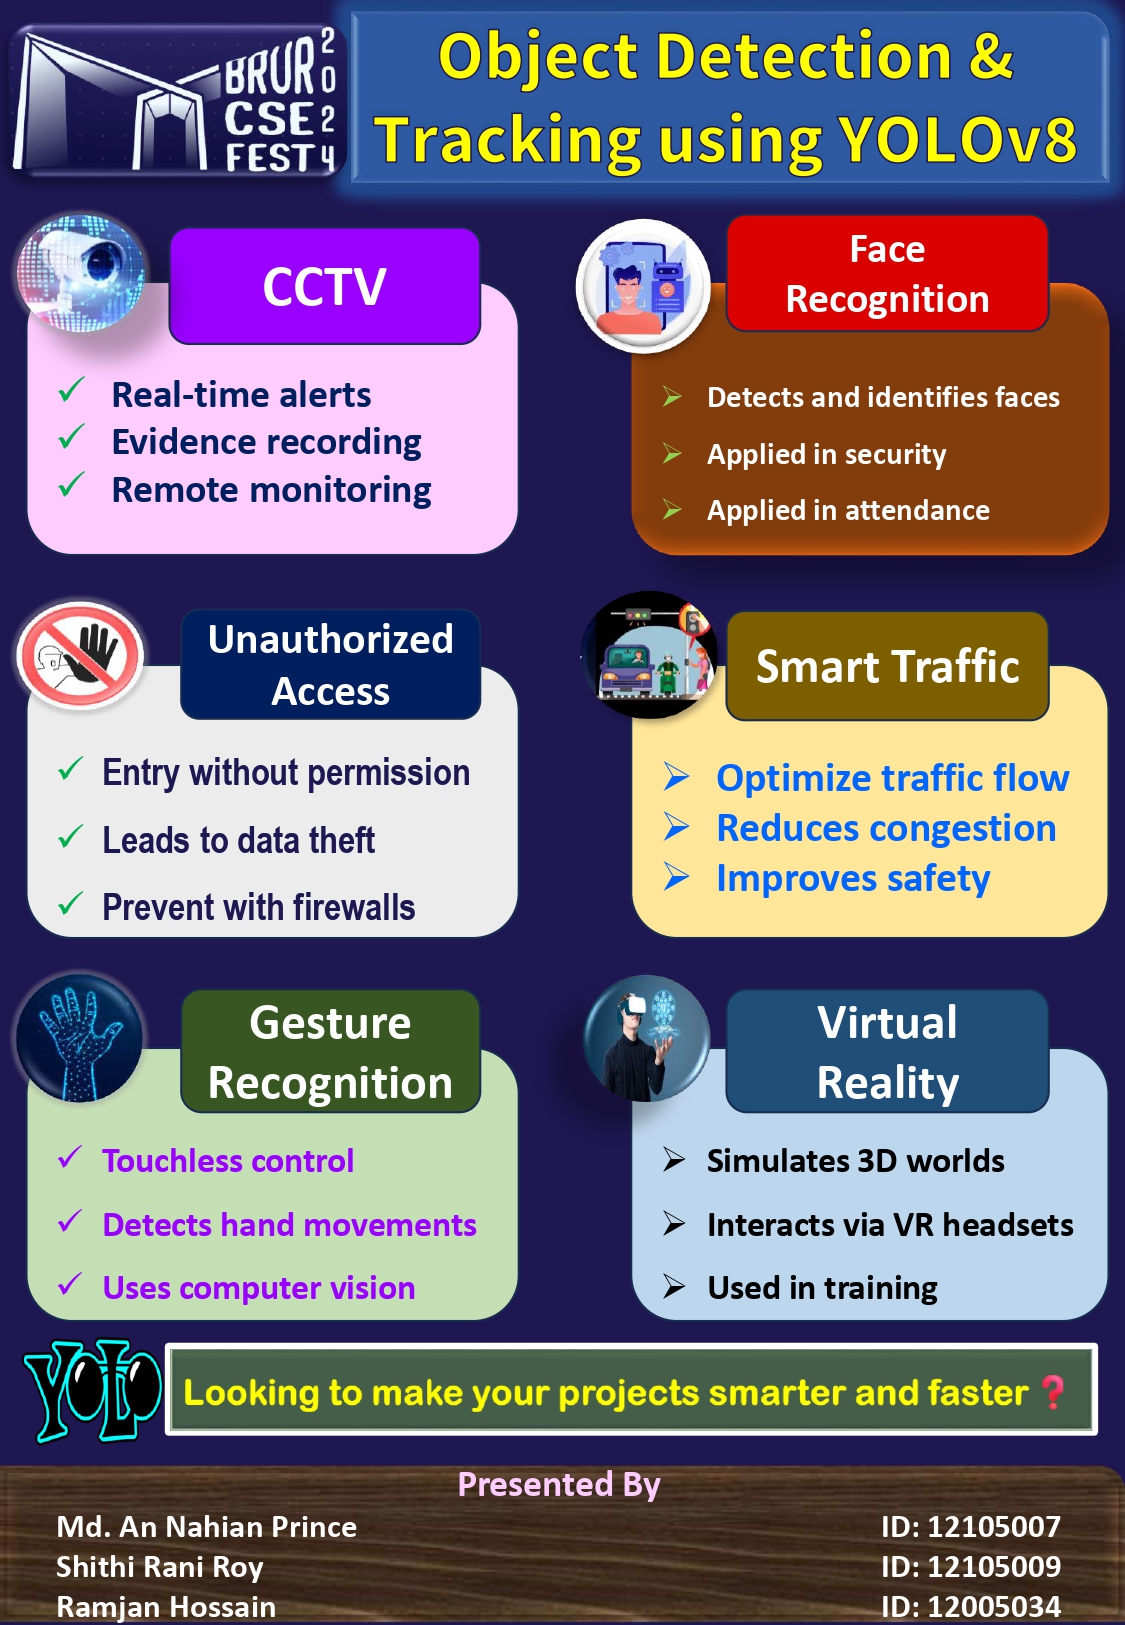 BRUR
CSE
FEST
2024
Object Detection &
Tracking using YOLOv8
CCTV
✓ Real-time alerts
✓ Evidence recording
✓ Remote monitoring
Face
Recognition
➢ Detects and identifies faces
➢ Applied in security
➢ Applied in attendance
Unauthorized
Access
✓ Entry without permission
✓ Leads to data theft
✓ Prevent with firewalls
Smart Traffic
➢ Optimize traffic flow
➢ Reduces congestion
➢ Improves safety
Gesture
Recognition
✓ Touchless control
✓ Detects hand movements
✓ Uses computer vision
Virtual
Reality
➢ Simulates 3D worlds
➢ Interacts via VR headsets
➢ Used in training
YOLO
Looking to make your projects smarter and faster❓
Presented By
Md. An Nahian Prince ID: 12105007
Shithi Rani Roy ID: 12105009
Ramjan Hossain ID: 12005034